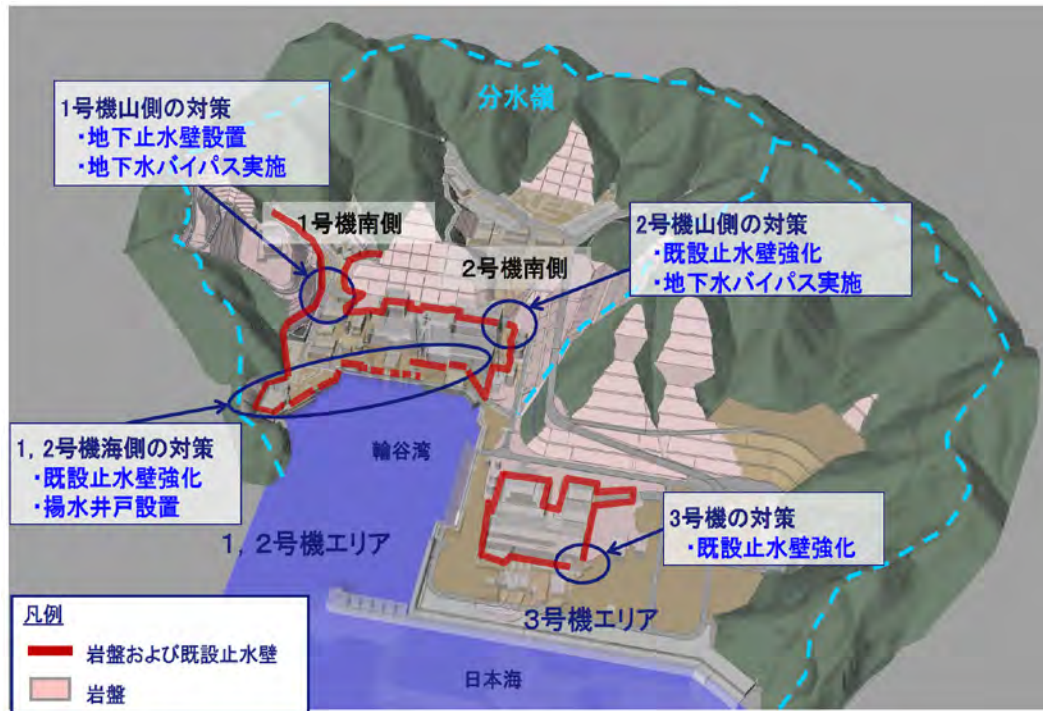 分水嶺
1号機山側の対策
・地下止水壁設置
・地下水バイパス実施
1号機南側
2号機南側
2号機山側の対策
・既設止水壁強化
・地下水バイパス実施
1,2号機海側の対策
・既設止水壁強化
・揚水井戸設置
輪谷湾
1,2号機エリア
3号機の対策
・既設止水壁強化
3号機エリア
日本海
凡例
岩盤および既設止水壁
岩盤